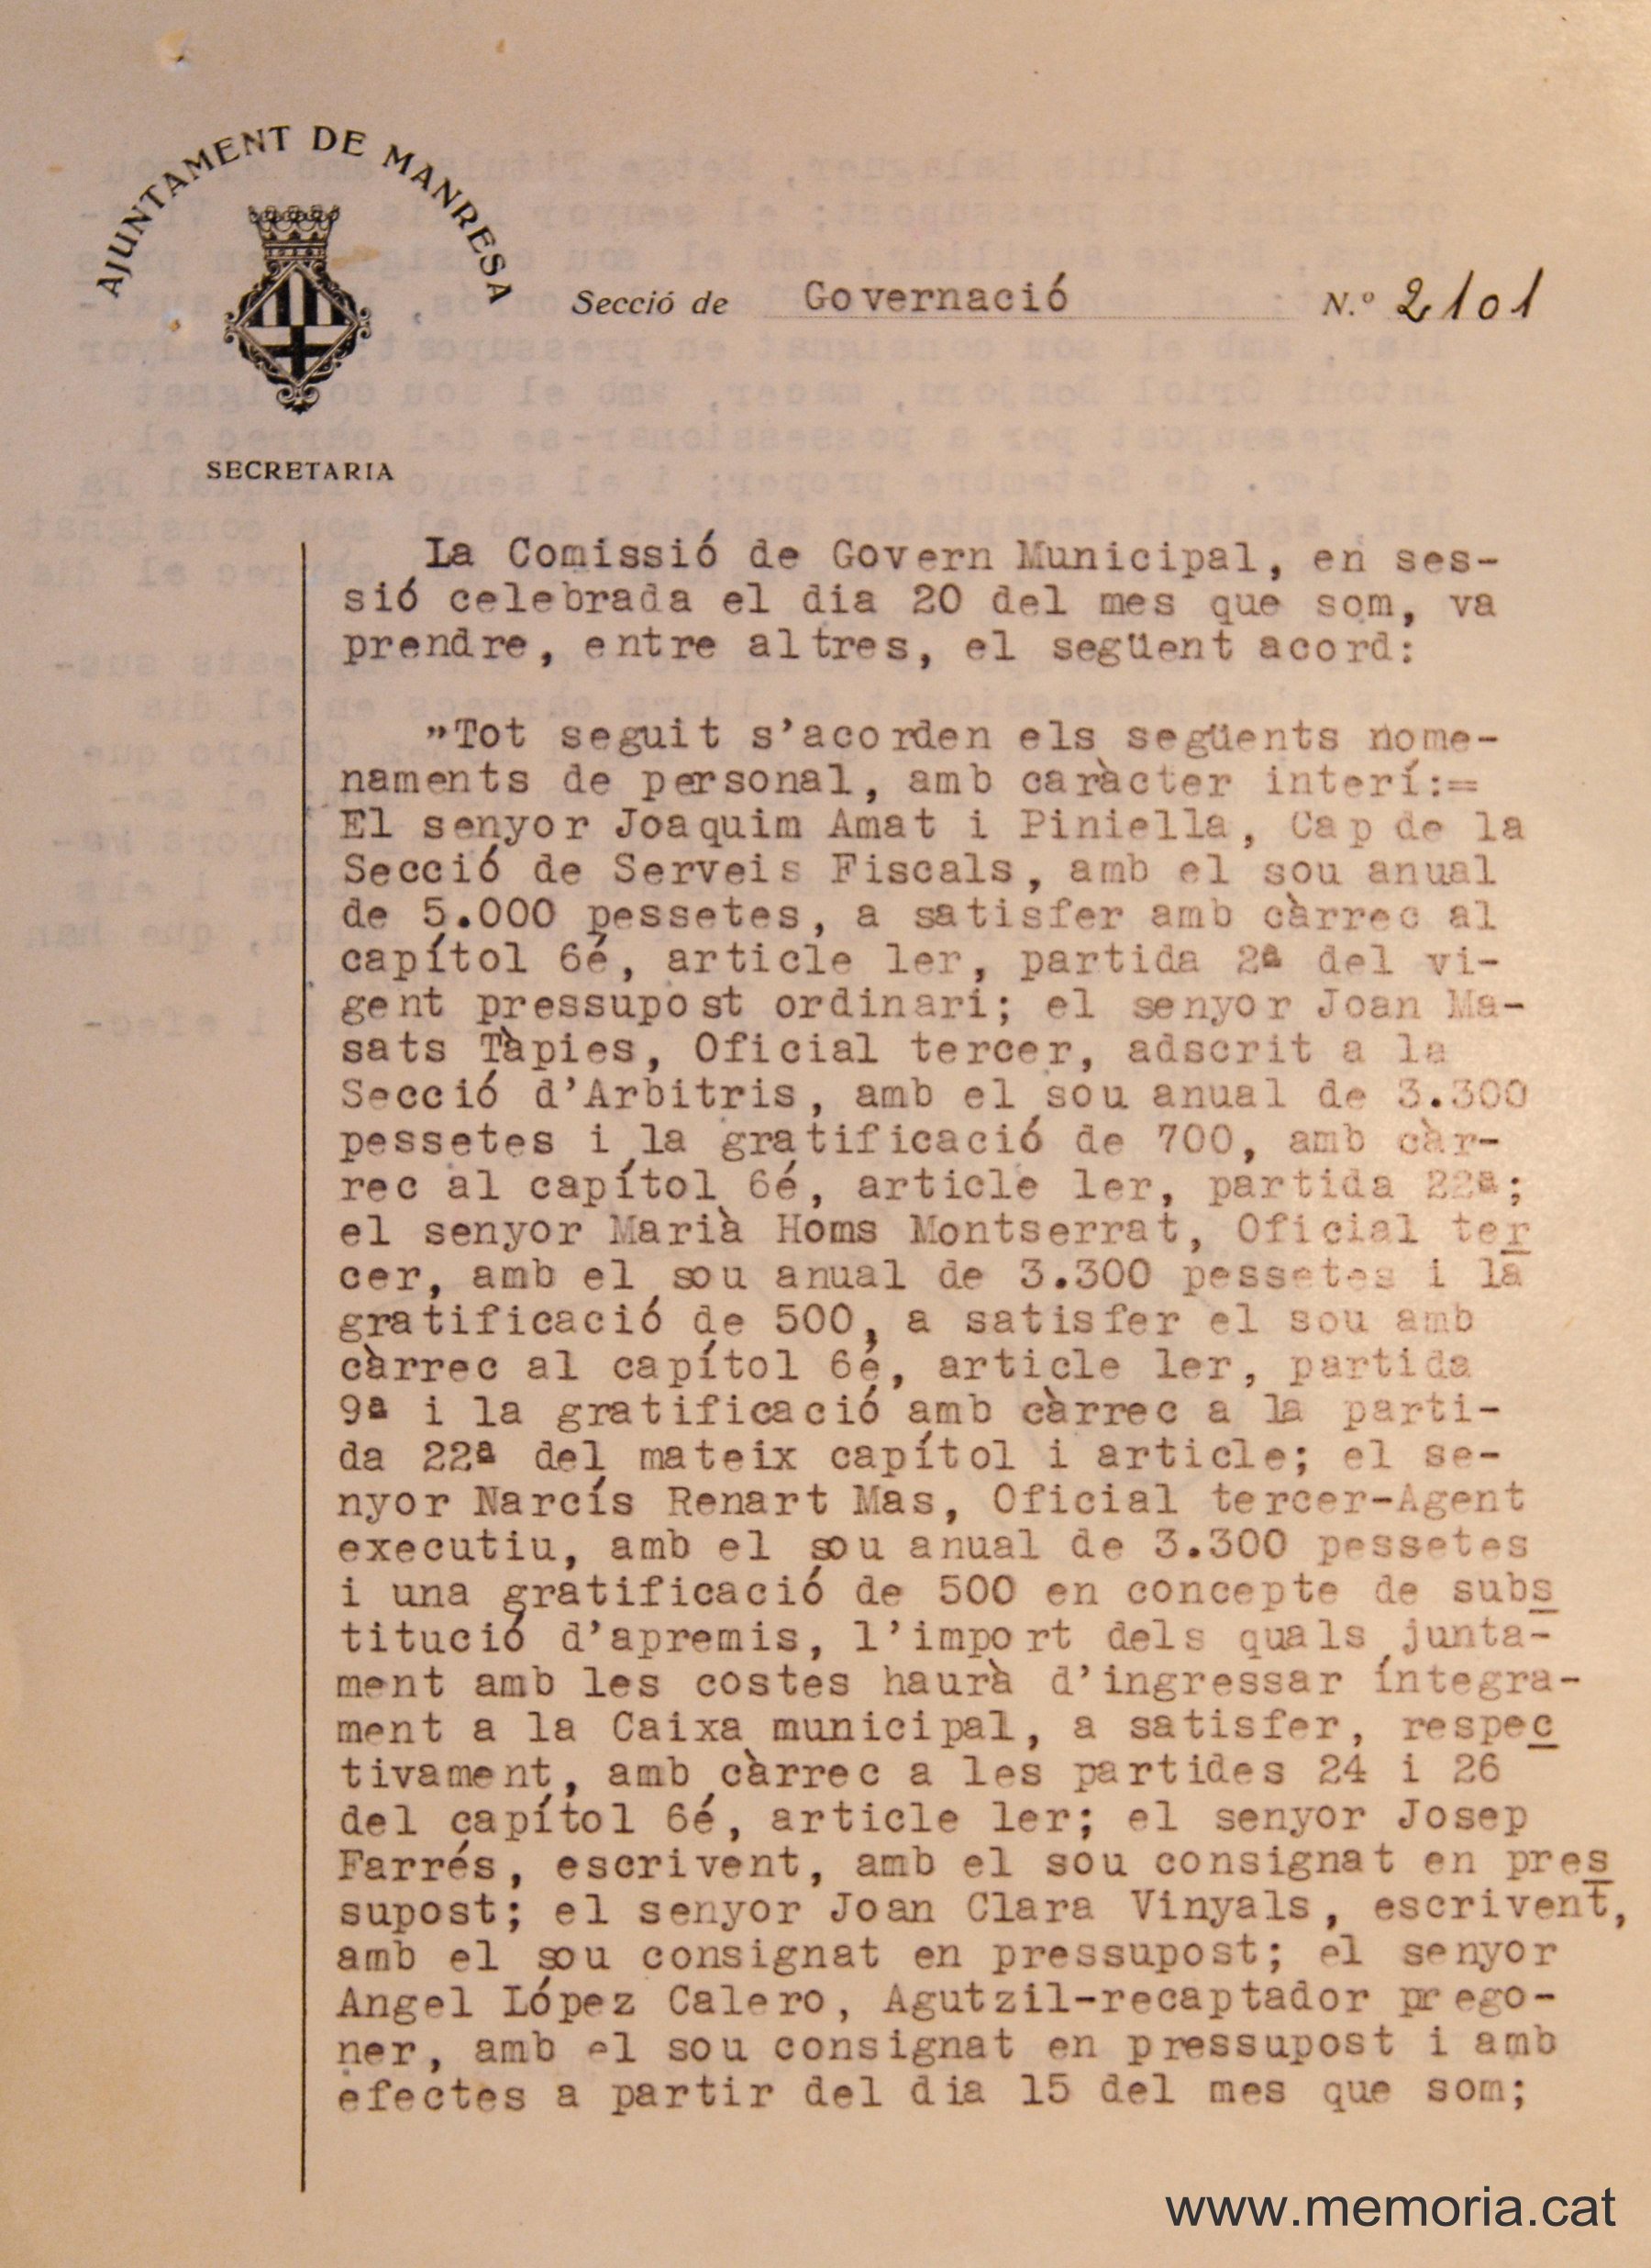 AJUNTAMENT DE MANRESA
SECRETARIA
Secció de Governació N.º 2101
La Comissió de Govern Municipal, en ses-
sió celebrada el dia 20 del mes que som, va
prendre, entre altres, el següent acord:
"Tot seguit s'acorden els següents nome-
naments de personal, amb caràcter interí:=
El senyor Joaquim Amat i Piniella, Cap de la
Secció de Serveis Fiscals, amb el sou anual
de 5.000 pessetes, a satisfer amb càrrec al
capítol 6é, article 1er, partida 2ª del vi-
gent pressupost ordinari; el senyor Joan Ma-
sats Tàpies, Oficial tercer, adscrit a la
Secció d'Arbitris, amb el sou anual de 3.300
pessetes i la gratificació de 700, amb càr-
rec al capítol 6é, article 1er, partida 22ª;
el senyor Marià Homs Montserrat, Oficial ter
cer, amb el sou anual de 3.300 pessetes i la
gratificació de 500, a satisfer el sou amb
càrrec al capítol 6é, article 1er, partida
9ª i la gratificació amb càrrec a la parti-
da 22ª del mateix capítol i article; el se-
nyor Narcís Renart Mas, Oficial tercer-Agent
executiu, amb el sou anual de 3.300 pessetes
i una gratificació de 500 en concepte de subs
titució d'apremis, l'import dels quals junta-
ment amb les costes haurà d'ingressar íntegra-
ment a la Caixa municipal, a satisfer, respec
tivament, amb càrrec a les partides 24 i 26
del capítol 6é, article 1er; el senyor Josep
Farrés, escrivent, amb el sou consignat en pres
supost; el senyor Joan Clara Vinyals, escrivent,
amb el sou consignat en pressupost; el senyor
Angel López Calero, Agutzil-recaptador prego-
ner, amb el sou consignat en pressupost i amb
efectes a partir del dia 15 del mes que som;
www.memoria.cat